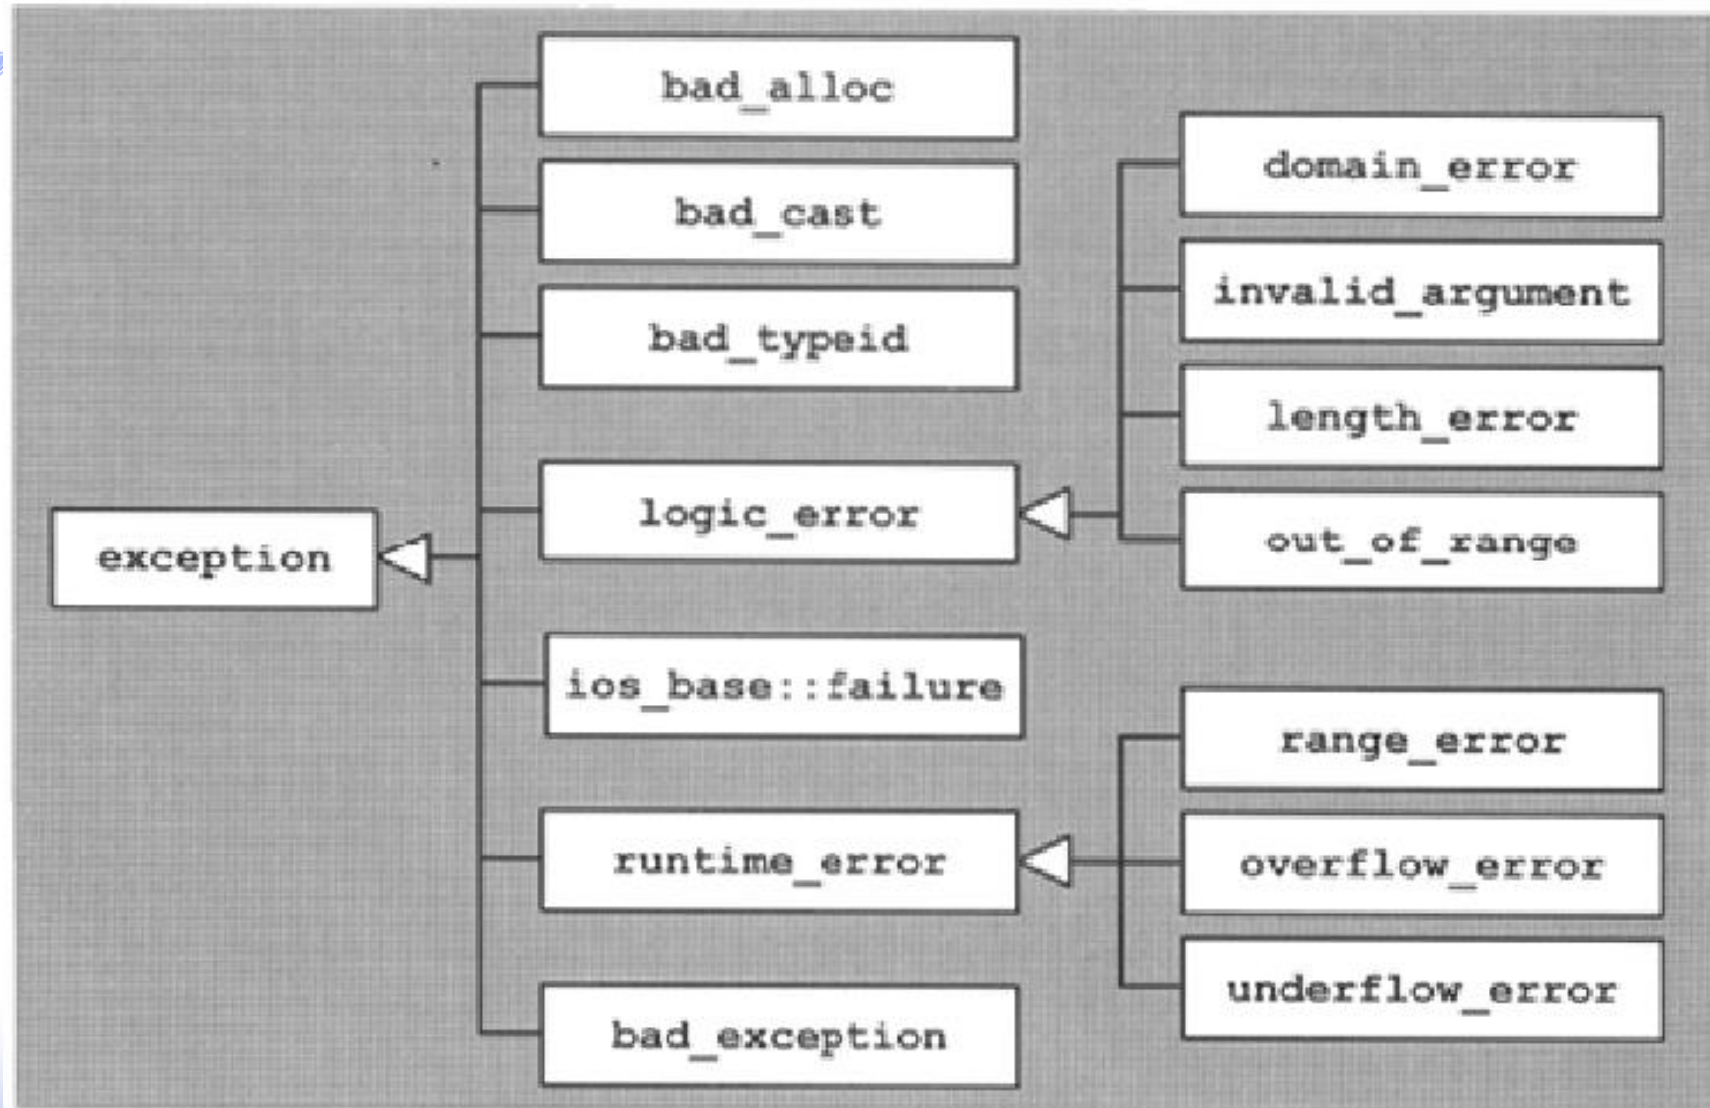 exception
bad_alloc
bad_cast
bad_typeid
logic_error
ios_base::failure
runtime_error
bad_exception
domain_error
invalid_argument
length_error
out_of_range
range_error
overflow_error
underflow_error